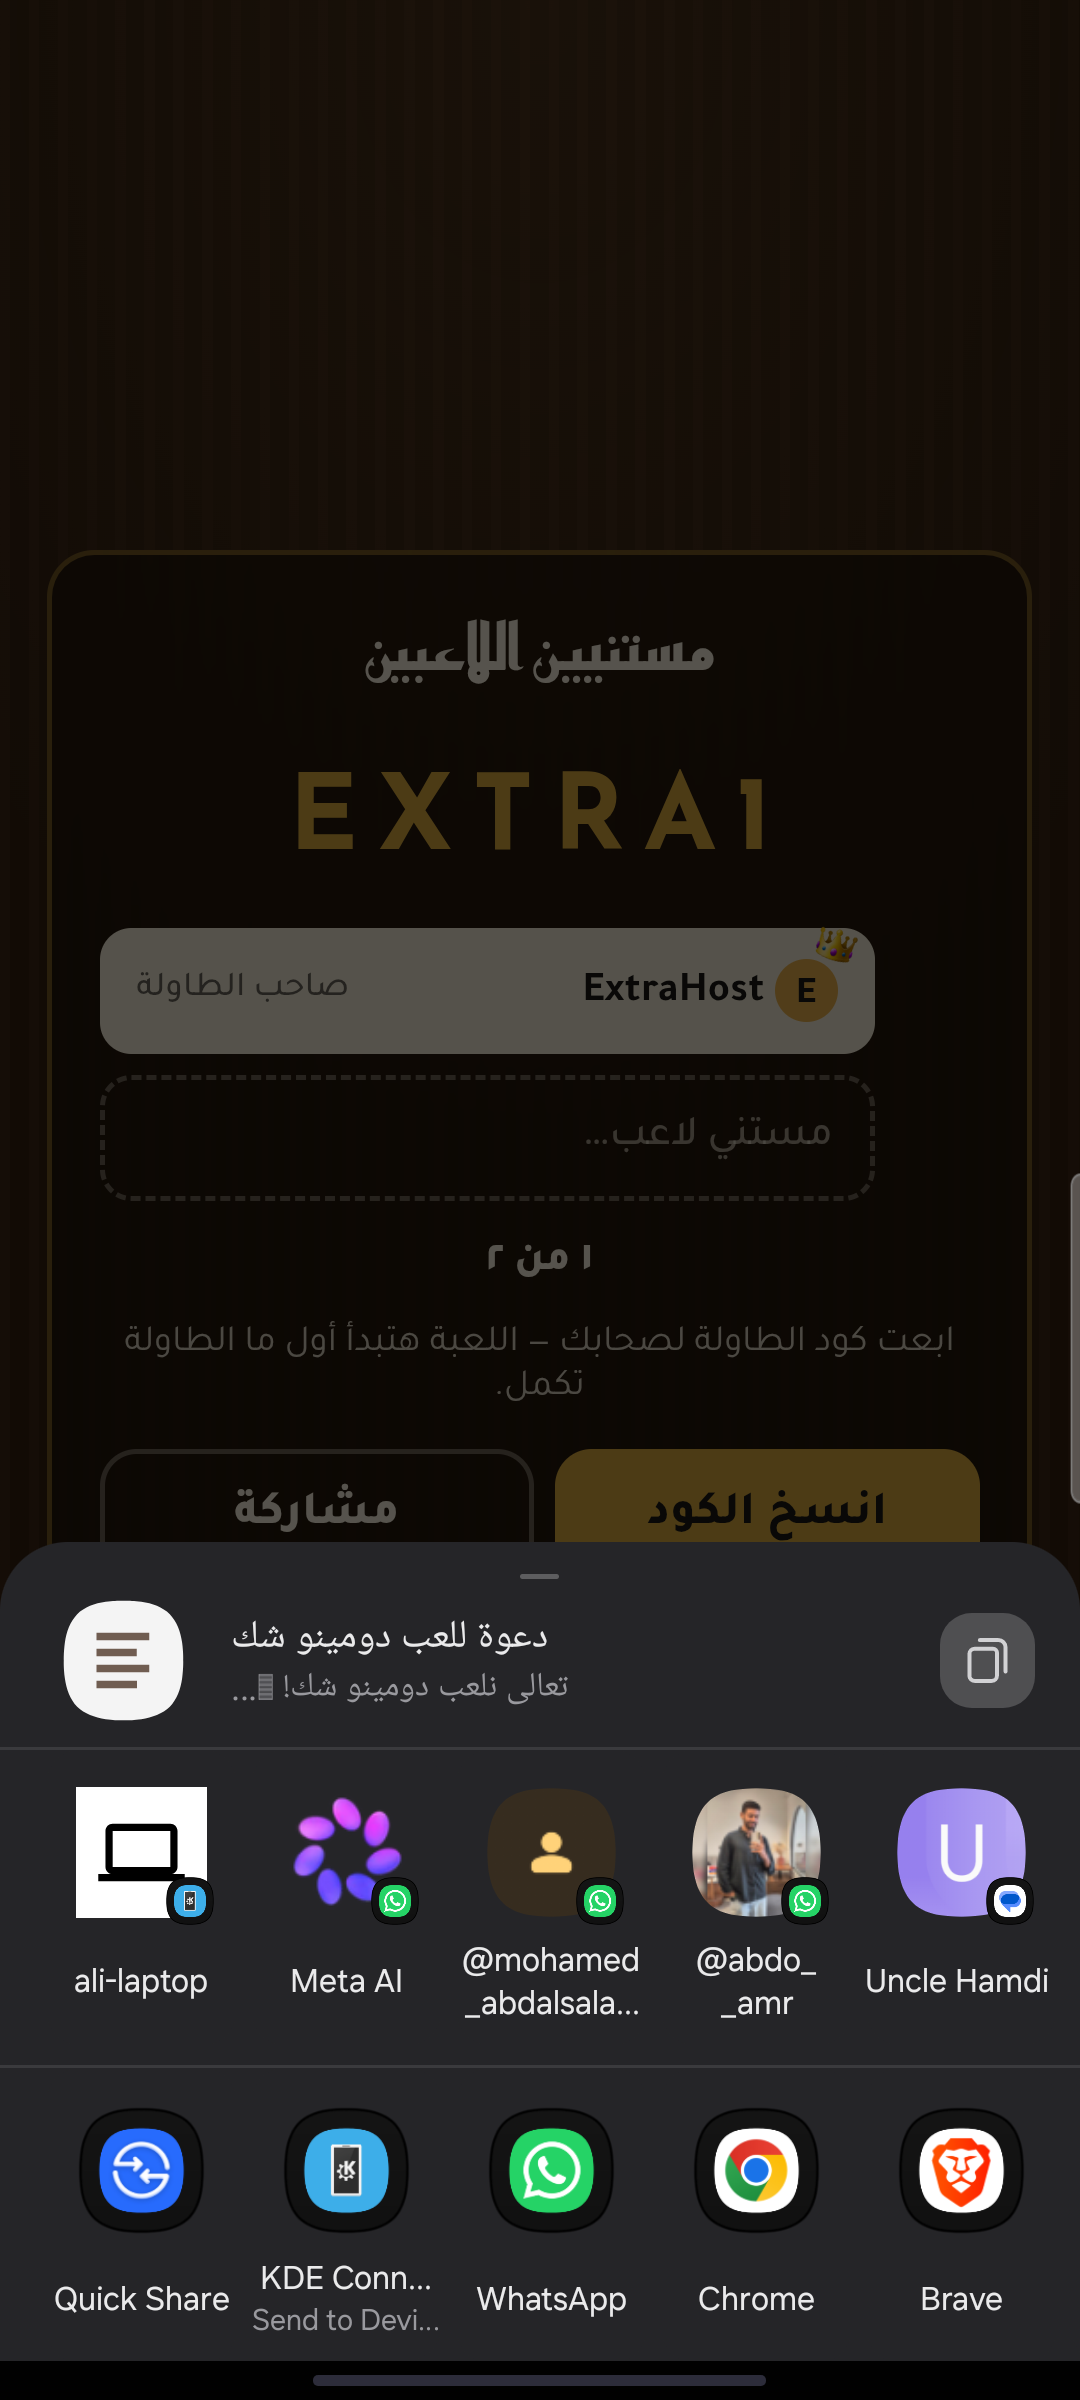 مستنيين اللاعبين
EXTRA1
E ExtraHost صاحب الطاولة
مستني لاعب...
١ من ٢
ابعت كود الطاولة لصحابك – اللعبة هتبدأ أول ما الطاولة
تكمل.
انسخ الكود
مشاركة
دعوة للعب دومينو شك
تعالى نلعب دومينو شك! 🁫...
ali-laptop
Meta AI
@mohamed
_abdalsala...
@abdo_
_amr
U
Uncle Hamdi
Quick Share
KDE Conn...
Send to Devi...
WhatsApp
Chrome
Brave